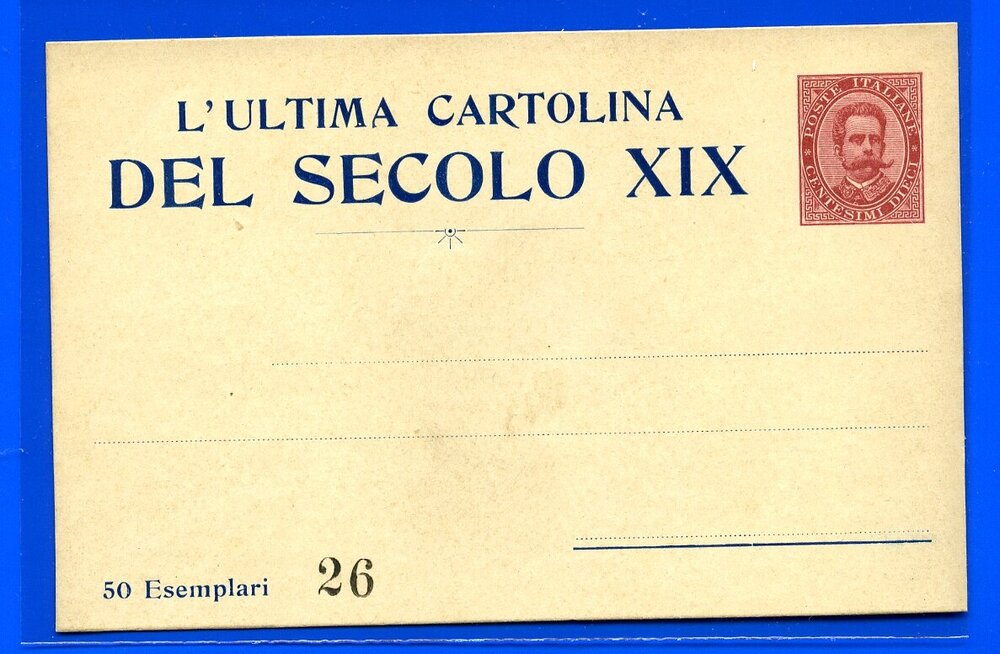 L'ULTIMA CARTOLINA
DEL SECOLO XIX
* POSTE ITALIANE *
CENTESIMI DIECI
50 Esemplari 26